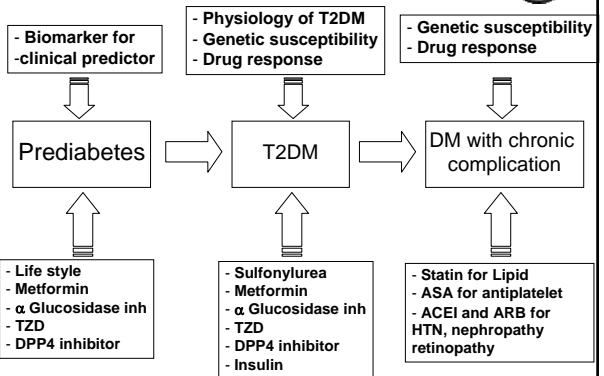 - Biomarker for
-clinical predictor
- Physiology of T2DM
- Genetic susceptibility
- Drug response
- Genetic susceptibility
- Drug response
Prediabetes
T2DM
DM with chronic
complication
- Life style
- Metformin
- α Glucosidase inh
- TZD
- DPP4 inhibitor
- Sulfonylurea
- Metformin
- α Glucosidase inh
- TZD
- DPP4 inhibitor
- Insulin
- Statin for Lipid
- ASA for antiplatelet
- ACEI and ARB for
HTN, nephropathy
retinopathy